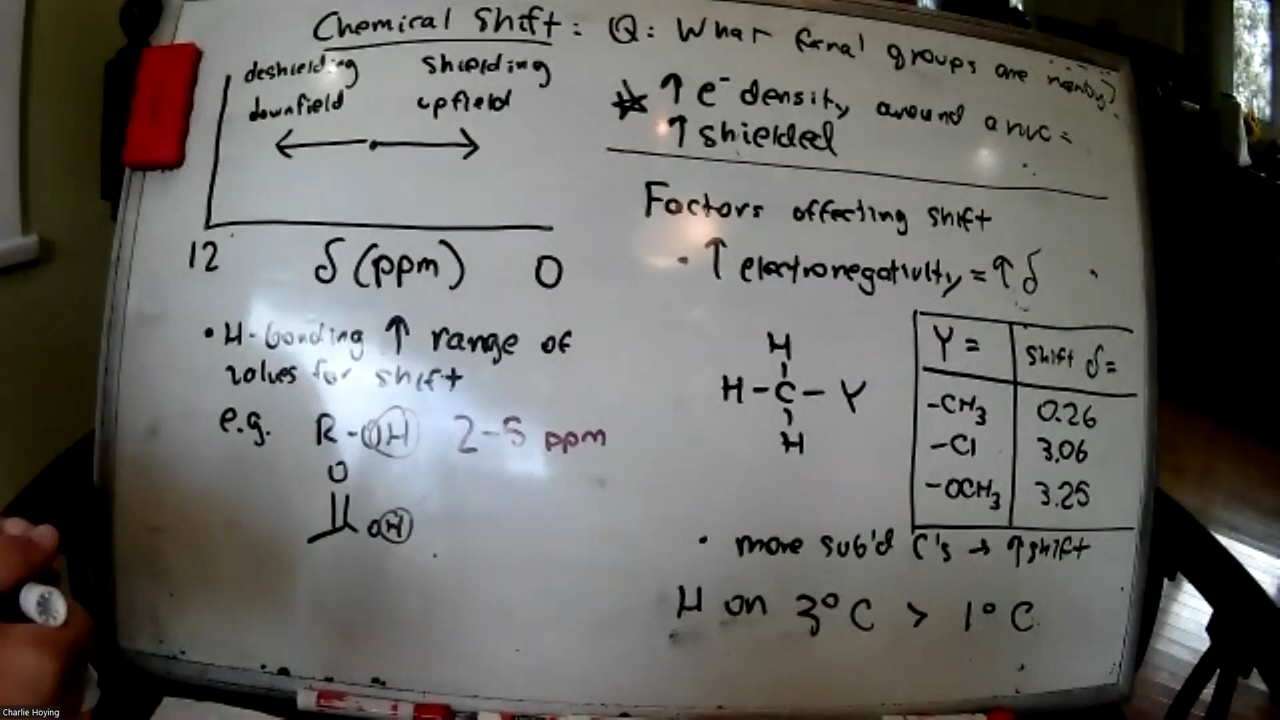 Chemical Shift: Q: What fxnal groups are nearby?
deshielding shielding
downfield upfield
12 δ (ppm) 0
☆ ↑ e⁻ density around a nuc =
↑ shielded
Factors affecting shift
• ↑ electronegativity = ↑ δ
• H-bonding ↑ range of
values for shift
e.g. R-OH 2-5 ppm
O
OH
H
H-C-Y
H
Y = shift δ=
-CH₃ 0.26
-Cl 3.06
-OCH₃ 3.25
• more sub'd C's → ↑ shift
H on 3° C > 1° C
Charlie Hoying